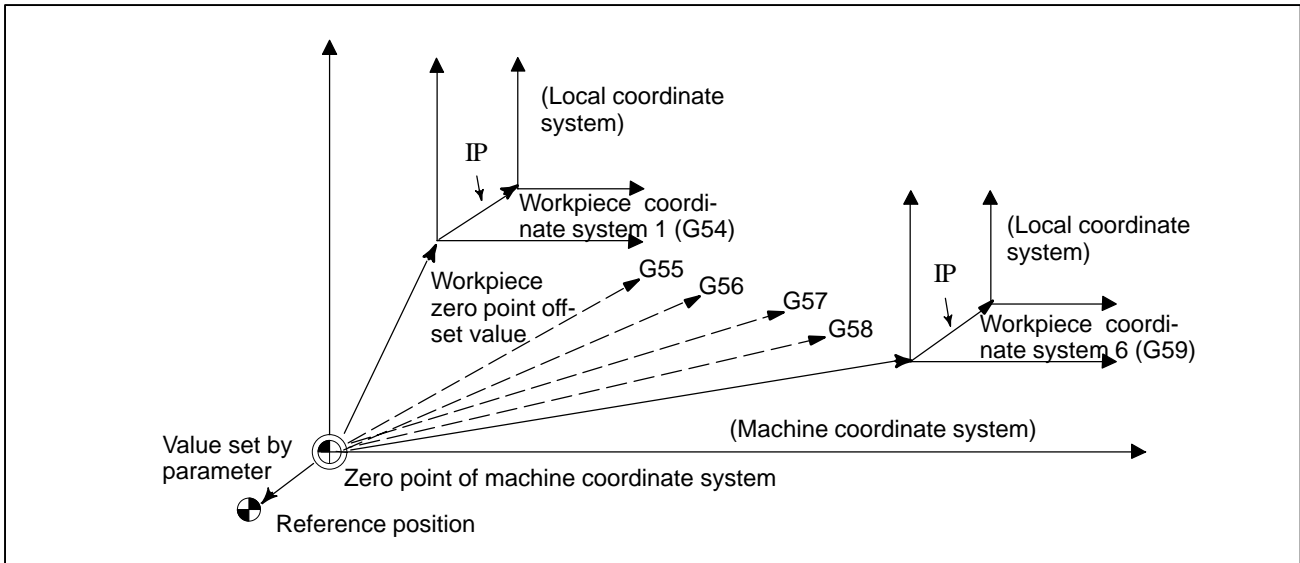 (Local coordinate
system)
IP
Workpiece coordi-
nate system 1 (G54)
(Local coordinate
system)
IP
Workpiece coordi-
nate system 6 (G59)
Workpiece
zero point off-
set value
G55
G56
G57
G58
(Machine coordinate system)
Value set by
parameter
Zero point of machine coordinate system
Reference position